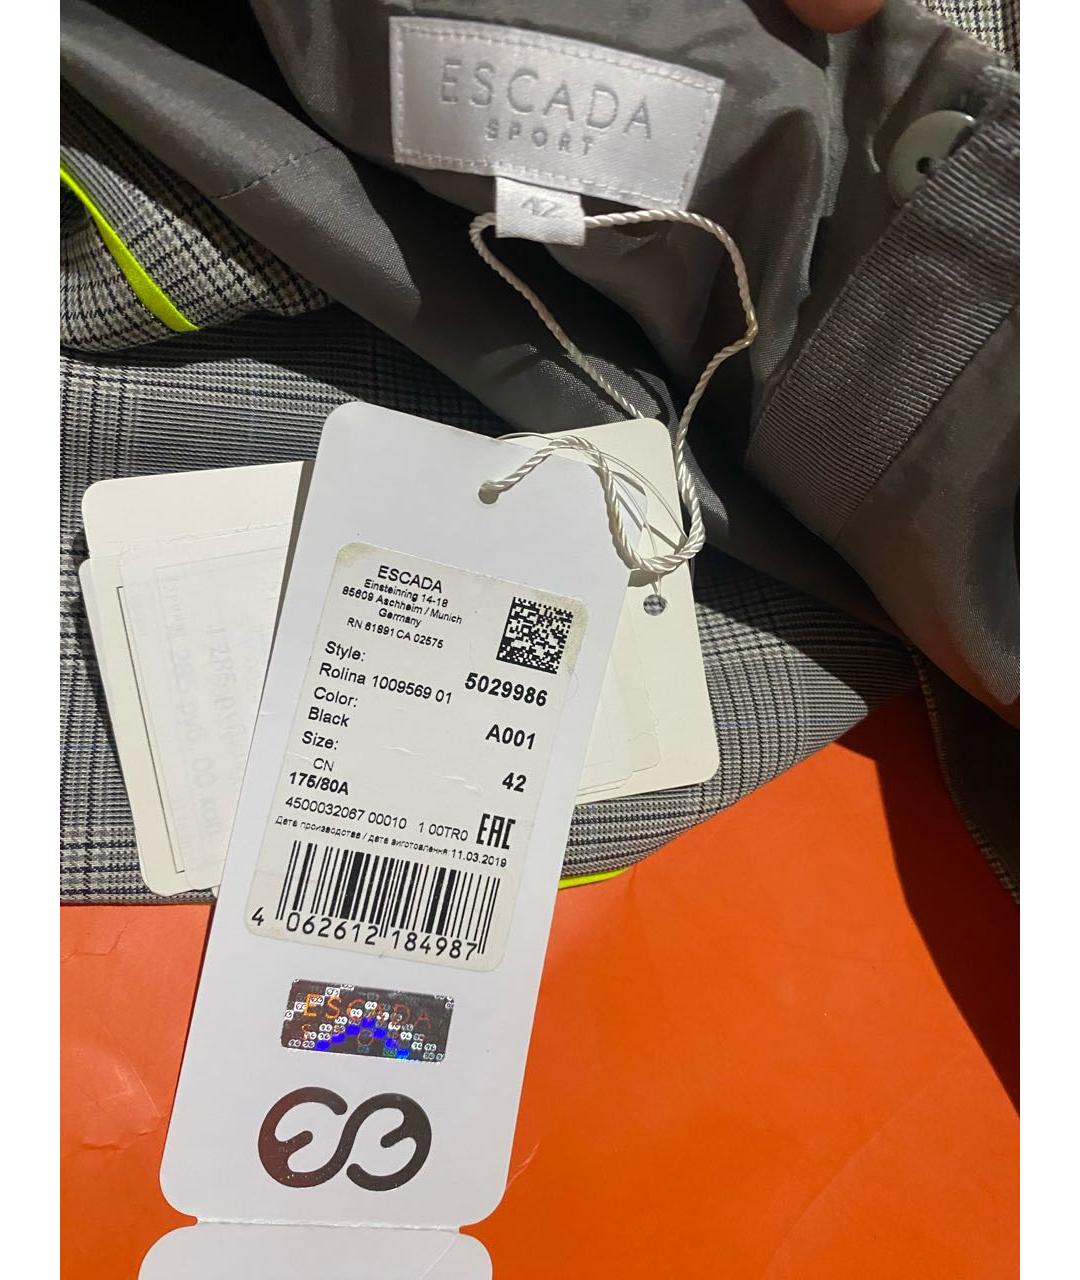 ESCADA
SPORT
42
ESCADA
Einsteinring 14-18
85609 Aschheim / Munich
Germany
RN 61891 CA 02575
Style:
Rolina 1009569 01
5029986
Color:
Black
A001
Size:
42
CN
175/80A
4500032067 00010 1 00TR0
EAC
Дата производства / дата виготовлення: 11.03.2019
4 062612 184987
ESCADA